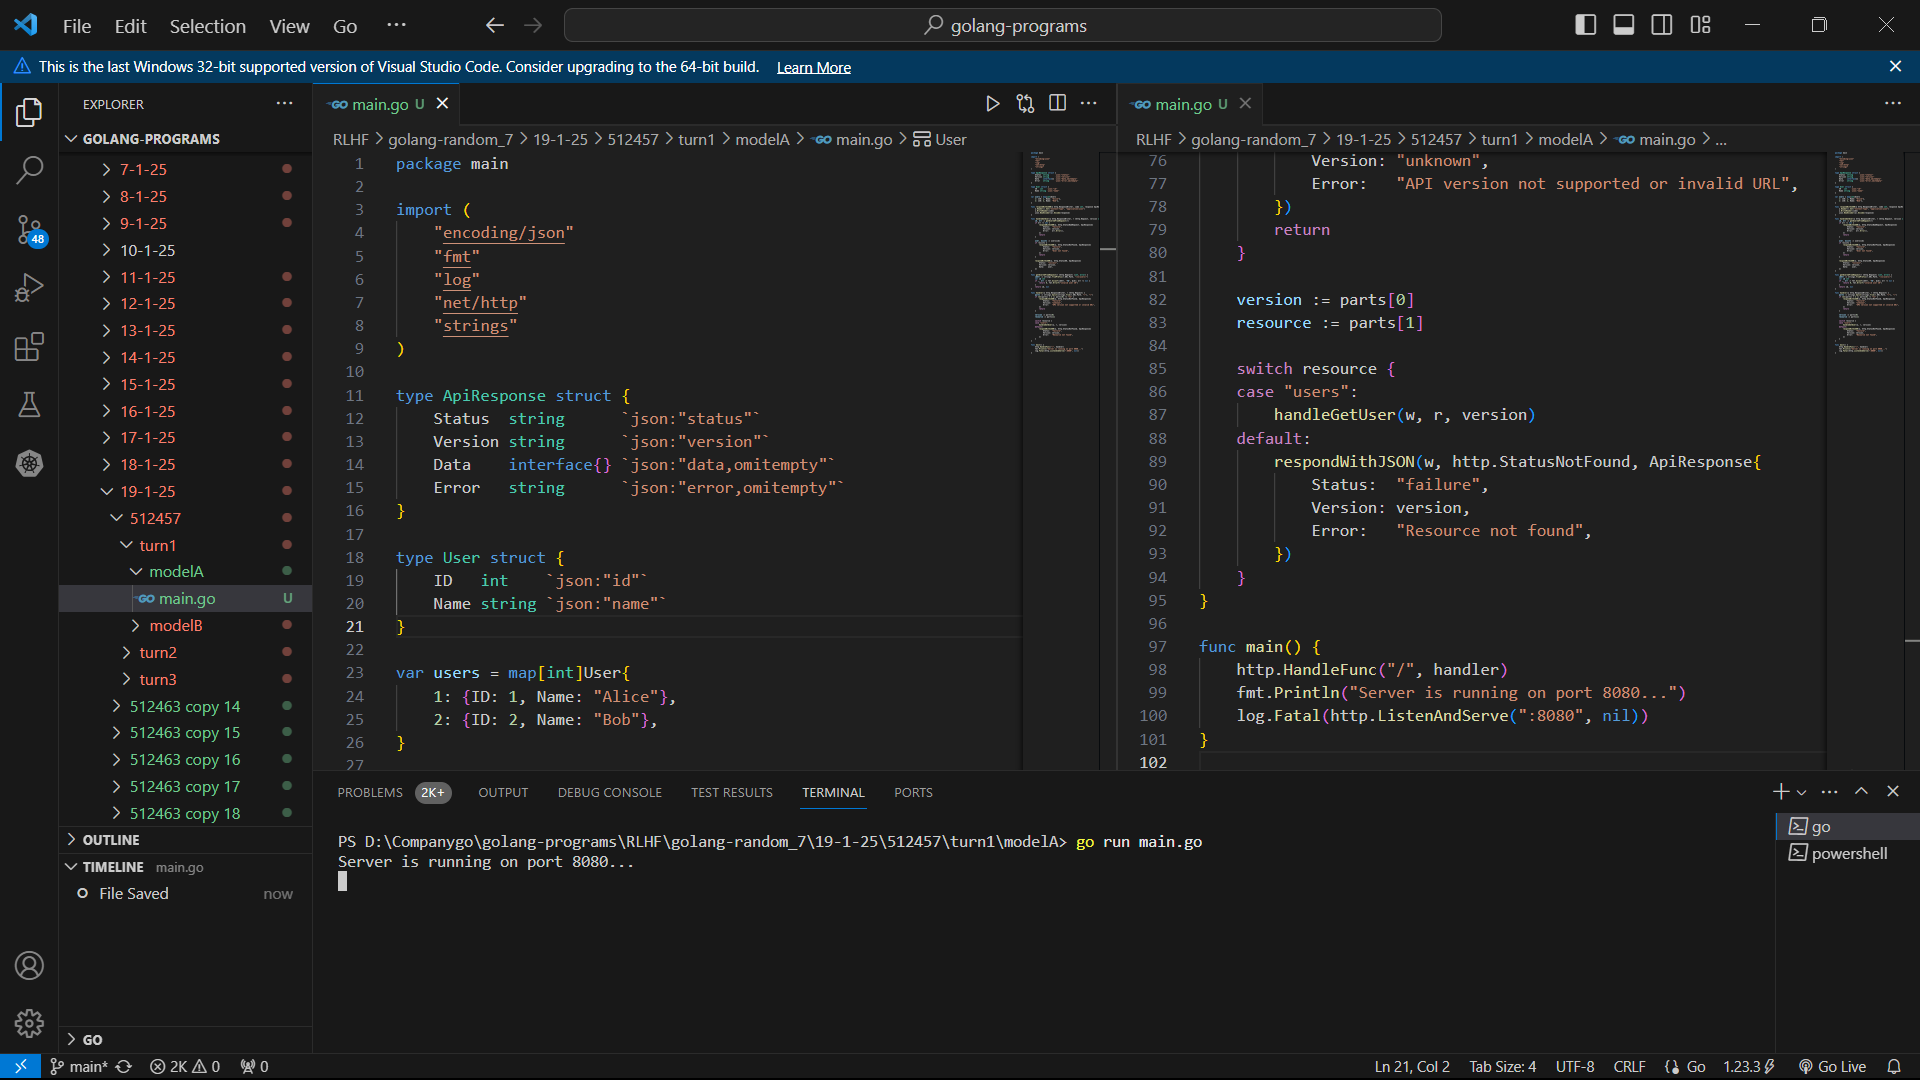 File Edit Selection View Go ··· golang-programs
This is the last Windows 32-bit supported version of Visual Studio Code. Consider upgrading to the 64-bit build. Learn More
EXPLORER
GOLANG-PROGRAMS
7-1-25
8-1-25
9-1-25
10-1-25
11-1-25
12-1-25
13-1-25
14-1-25
15-1-25
16-1-25
17-1-25
18-1-25
19-1-25
512457
turn1
modelA
GO main.go U
modelB
turn2
turn3
512463 copy 14
512463 copy 15
512463 copy 16
512463 copy 17
512463 copy 18
OUTLINE
TIMELINE main.go
File Saved now
GO
48
GO main.go U
RLHF > golang-random_7 > 19-1-25 > 512457 > turn1 > modelA > GO main.go > User
1 package main
2
3 import (
4 "encoding/json"
5 "fmt"
6 "log"
7 "net/http"
8 "strings"
9 )
10
11 type ApiResponse struct {
12 Status string `json:"status"`
13 Version string `json:"version"`
14 Data interface{} `json:"data,omitempty"`
15 Error string `json:"error,omitempty"`
16 }
17
18 type User struct {
19 ID int `json:"id"`
20 Name string `json:"name"`
21 }
22
23 var users = map[int]User{
24 1: {ID: 1, Name: "Alice"},
25 2: {ID: 2, Name: "Bob"},
26 }
27
GO main.go U
RLHF > golang-random_7 > 19-1-25 > 512457 > turn1 > modelA > GO main.go > ...
76 Version: "unknown",
77 Error: "API version not supported or invalid URL",
78 })
79 return
80 }
81
82 version := parts[0]
83 resource := parts[1]
84
85 switch resource {
86 case "users":
87 handleGetUser(w, r, version)
88 default:
89 respondWithJSON(w, http.StatusNotFound, ApiResponse{
90 Status: "failure",
91 Version: version,
92 Error: "Resource not found",
93 })
94 }
95 }
96
97 func main() {
98 http.HandleFunc("/", handler)
99 fmt.Println("Server is running on port 8080...")
100 log.Fatal(http.ListenAndServe(":8080", nil))
101 }
102
PROBLEMS 2K+ OUTPUT DEBUG CONSOLE TEST RESULTS TERMINAL PORTS
PS D:\Companygo\golang-programs\RLHF\golang-random_7\19-1-25\512457\turn1\modelA> go run main.go
Server is running on port 8080...
go
powershell
main* 2K 0 0 Ln 21, Col 2 Tab Size: 4 UTF-8 CRLF Go 1.23.3 Go Live